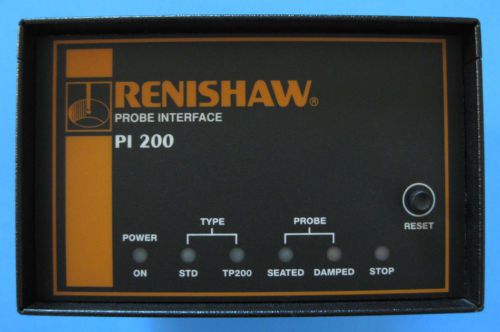 RENISHAW®
PROBE INTERFACE
PI 200
RESET
TYPE PROBE
POWER
ON STD TP200 SEATED DAMPED STOP